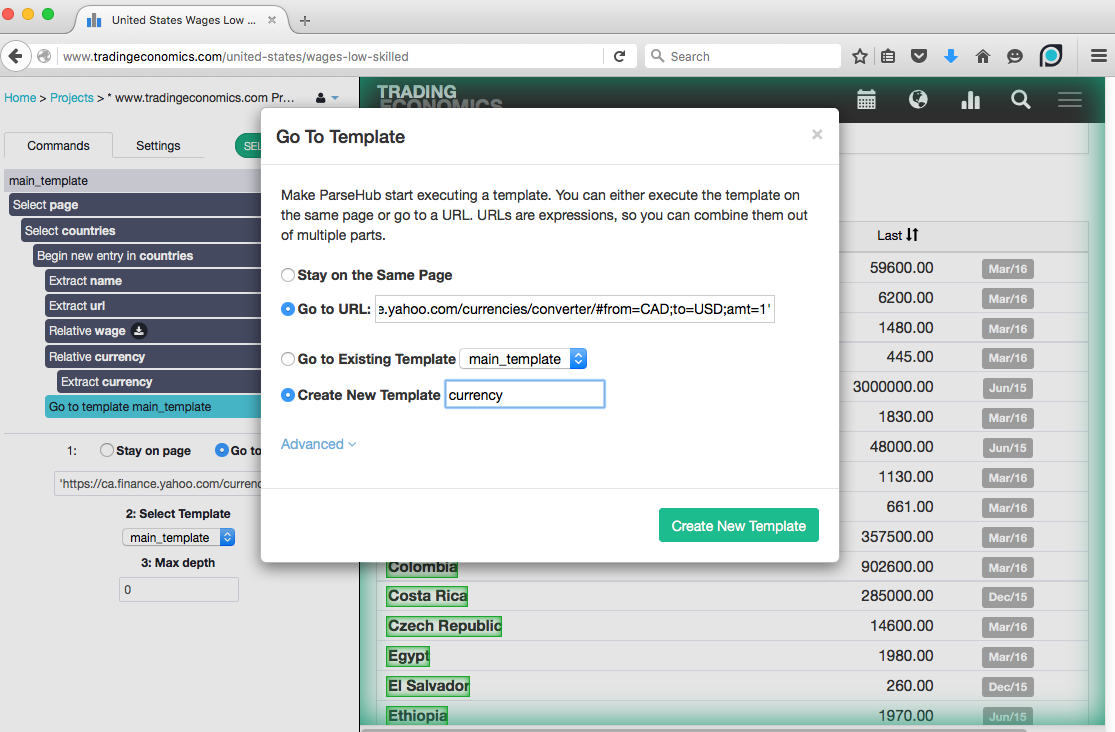 United States Wages Low ...
www.tradingeconomics.com/united-states/wages-low-skilled
Search
Home > Projects > * www.tradingeconomics.com Pr...
TRADING
ECONOMICS
Commands
Settings
SEL
main_template
Select page
Select countries
Begin new entry in countries
Extract name
Extract url
Relative wage
Relative currency
Extract currency
Go to template main_template
1: Stay on page Go to
'https://ca.finance.yahoo.com/curren
2: Select Template
main_template
3: Max depth
0
Go To Template
×
Make ParseHub start executing a template. You can either execute the template on
the same page or go to a URL. URLs are expressions, so you can combine them out
of multiple parts.
Stay on the Same Page
Go to URL: e.yahoo.com/currencies/converter/#from=CAD;to=USD;amt=1'
Go to Existing Template main_template
Create New Template currency
Advanced
Create New Template
Last
59600.00 Mar/16
6200.00 Mar/16
1480.00 Mar/16
445.00 Mar/16
3000000.00 Jun/15
1830.00 Mar/16
48000.00 Jun/15
1130.00 Mar/16
661.00 Mar/16
357500.00 Mar/16
Colombia 902600.00 Mar/16
Costa Rica 285000.00 Dec/15
Czech Republic 14600.00 Mar/16
Egypt 1980.00 Mar/16
El Salvador 260.00 Dec/15
Ethiopia 1970.00 Jun/15